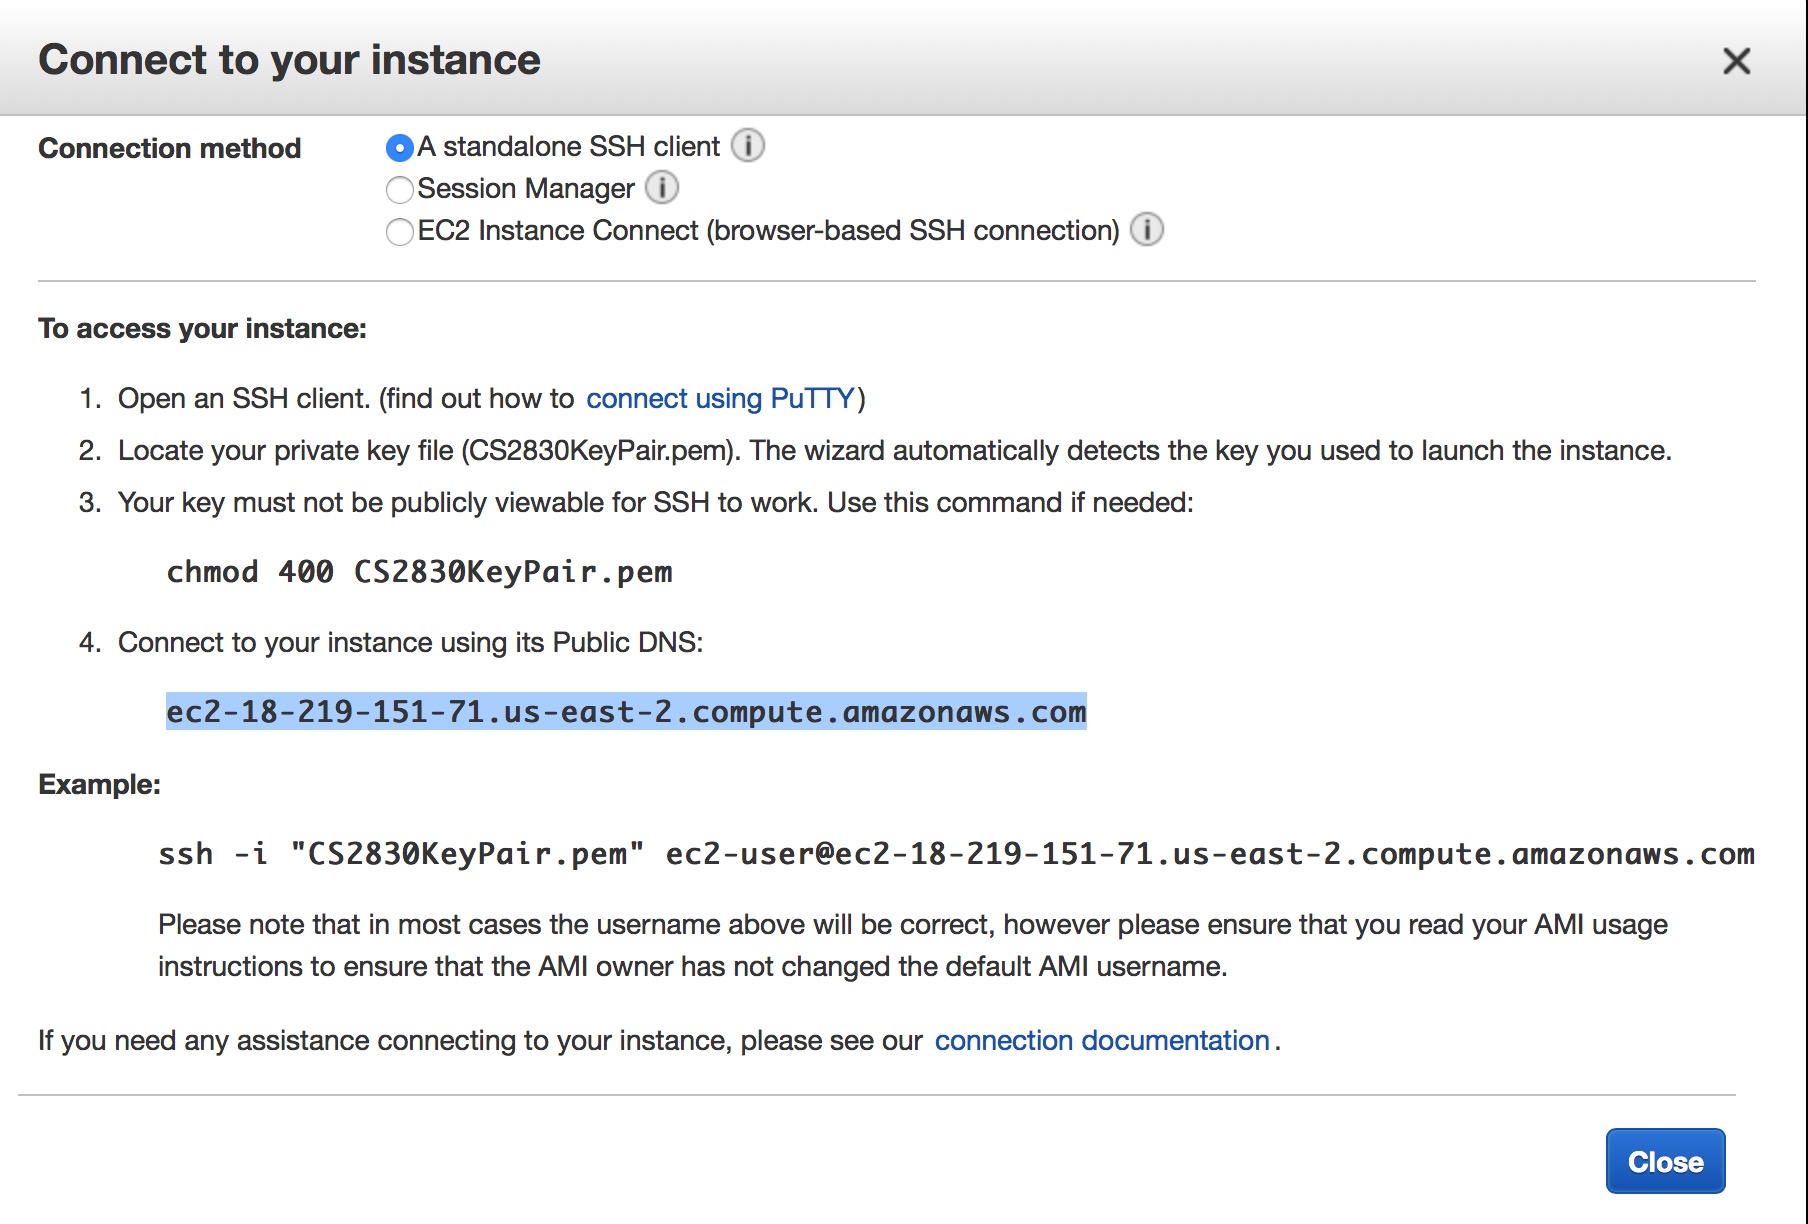 Connect to your instance
Connection method
A standalone SSH client
Session Manager
EC2 Instance Connect (browser-based SSH connection)
To access your instance:
1. Open an SSH client. (find out how to connect using PuTTY)
2. Locate your private key file (CS2830KeyPair.pem). The wizard automatically detects the key you used to launch the instance.
3. Your key must not be publicly viewable for SSH to work. Use this command if needed:
chmod 400 CS2830KeyPair.pem
4. Connect to your instance using its Public DNS:
ec2-18-219-151-71.us-east-2.compute.amazonaws.com
Example:
ssh -i "CS2830KeyPair.pem" ec2-user@ec2-18-219-151-71.us-east-2.compute.amazonaws.com
Please note that in most cases the username above will be correct, however please ensure that you read your AMI usage
instructions to ensure that the AMI owner has not changed the default AMI username.
If you need any assistance connecting to your instance, please see our connection documentation.
Close